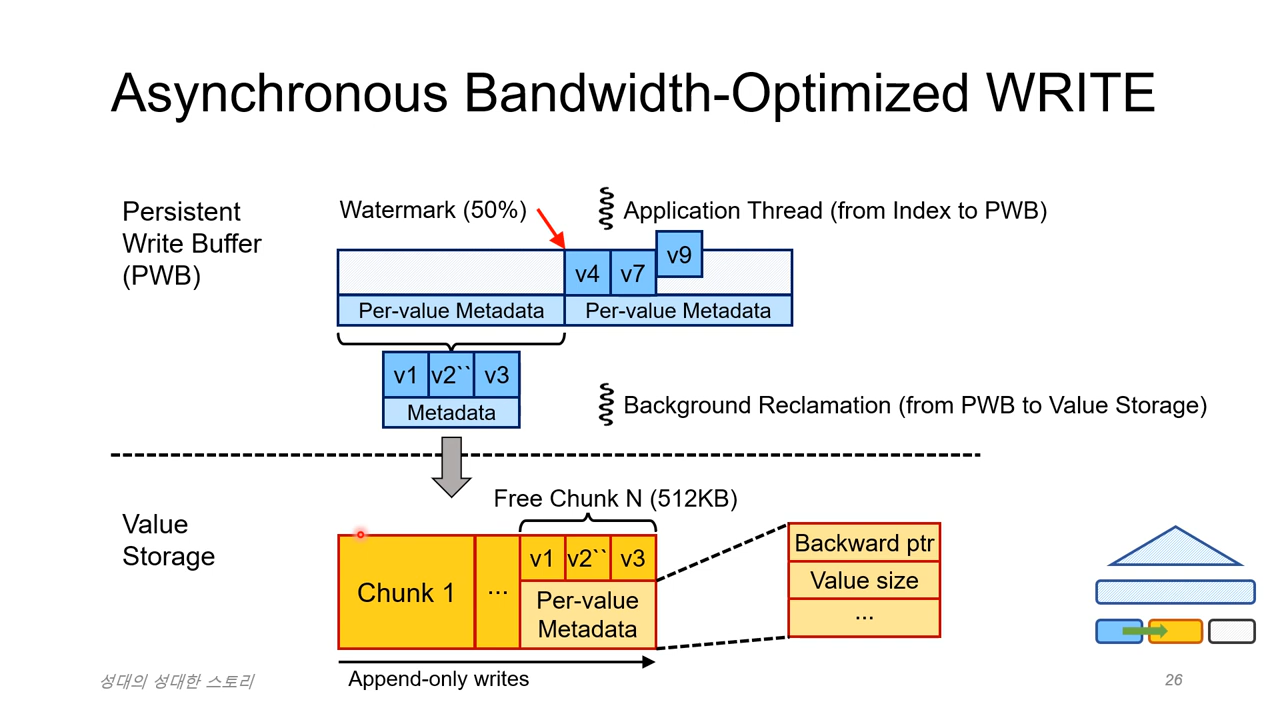 Asynchronous Bandwidth-Optimized WRITE
Persistent
Write Buffer
(PWB)
Watermark (50%)
Application Thread (from Index to PWB)
v4
v7
v9
Per-value Metadata
Per-value Metadata
v1
v2``
v3
Metadata
Background Reclamation (from PWB to Value Storage)
Value
Storage
Free Chunk N (512KB)
Chunk 1
...
v1
v2``
v3
Per-value
Metadata
Backward ptr
Value size
...
Append-only writes
성대의 성대한 스토리
26